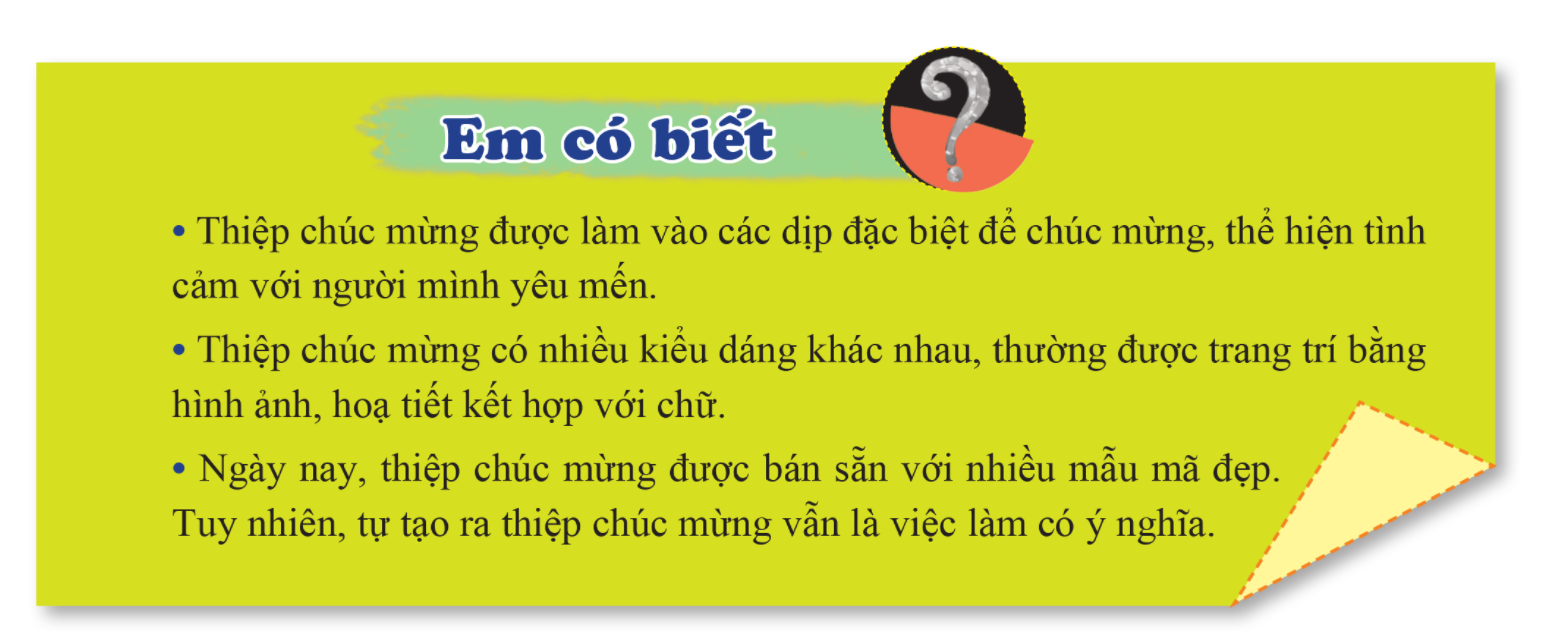 Em có biết
?
• Thiệp chúc mừng được làm vào các dịp đặc biệt để chúc mừng, thể hiện tình
cảm với người mình yêu mến.
• Thiệp chúc mừng có nhiều kiểu dáng khác nhau, thường được trang trí bằng
hình ảnh, hoạ tiết kết hợp với chữ.
• Ngày nay, thiệp chúc mừng được bán sẵn với nhiều mẫu mã đẹp.
Tuy nhiên, tự tạo ra thiệp chúc mừng vẫn là việc làm có ý nghĩa.